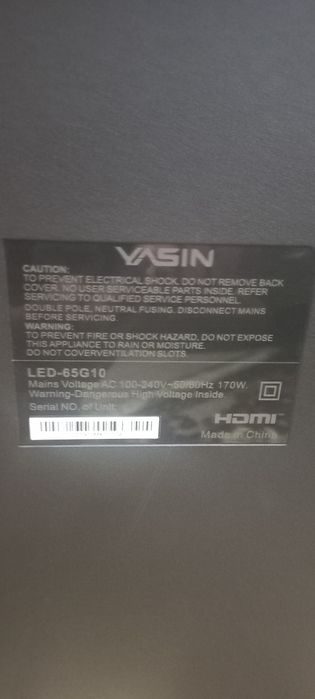 YASIN
CAUTION:
TO PREVENT ELECTRICAL SHOCK, DO NOT REMOVE BACK
COVER. NO USER SERVICEABLE PARTS INSIDE. REFER
SERVICING TO QUALIFIED SERVICE PERSONNEL.
DOUBLE POLE, NEUTRAL FUSING. DISCONNECT MAINS
BEFORE SERVICING.
WARNING:
TO PREVENT FIRE OR SHOCK HAZARD, DO NOT EXPOSE
THIS APPLIANCE TO RAIN OR MOISTURE.
DO NOT COVERVENTILATION SLOTS.
LED-65G10
Mains Voltage AC 100-240V~50/60Hz 170W.
Warning-Dangerous High Voltage Inside.
Serial NO. of Unit:
HDMI
Made in China